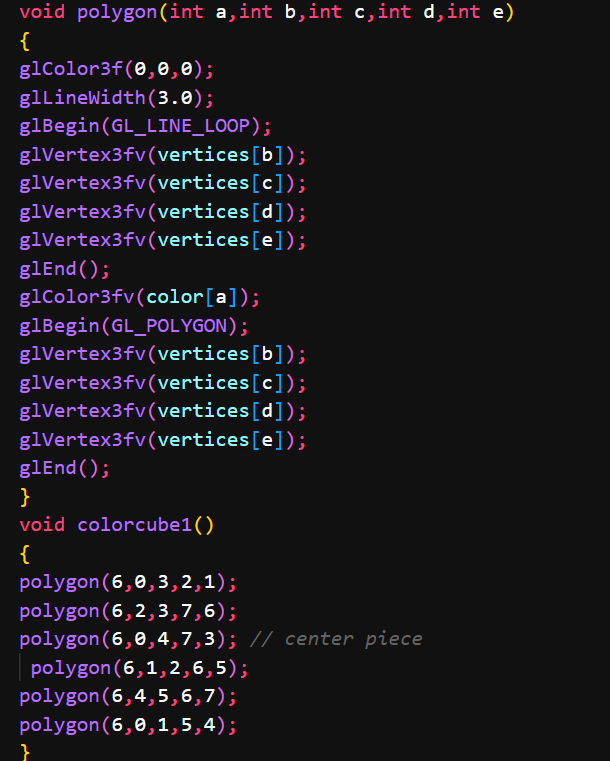 void polygon(int a,int b,int c,int d,int e)
{
glColor3f(0,0,0);
glLineWidth(3.0);
glBegin(GL_LINE_LOOP);
glVertex3fv(vertices[b]);
glVertex3fv(vertices[c]);
glVertex3fv(vertices[d]);
glVertex3fv(vertices[e]);
glEnd();
glColor3fv(color[a]);
glBegin(GL_POLYGON);
glVertex3fv(vertices[b]);
glVertex3fv(vertices[c]);
glVertex3fv(vertices[d]);
glVertex3fv(vertices[e]);
glEnd();
}
void colorcube1()
{
polygon(6,0,3,2,1);
polygon(6,2,3,7,6);
polygon(6,0,4,7,3); // center piece
 polygon(6,1,2,6,5);
polygon(6,4,5,6,7);
polygon(6,0,1,5,4);
}